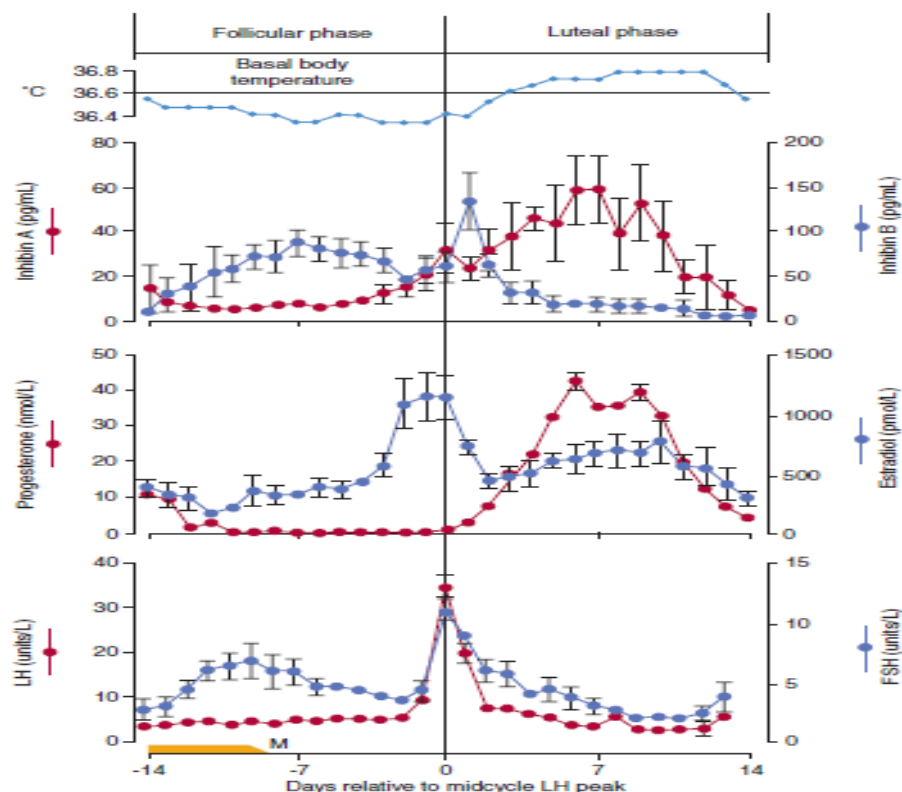 Follicular phase
Luteal phase
Basal body
temperature
°C
36.8
36.6
36.4
Inhibin A (pg/mL)
80
60
40
20
0
200
150
100
50
0
Inhibin B (pg/mL)
Progesterone (nmol/L)
50
40
30
20
10
0
1500
1000
500
0
Estradiol (pmol/L)
LH (units/L)
40
30
20
10
0
15
10
5
0
FSH (units/L)
M
-14
-7
0
7
14
Days relative to midcycle LH peak